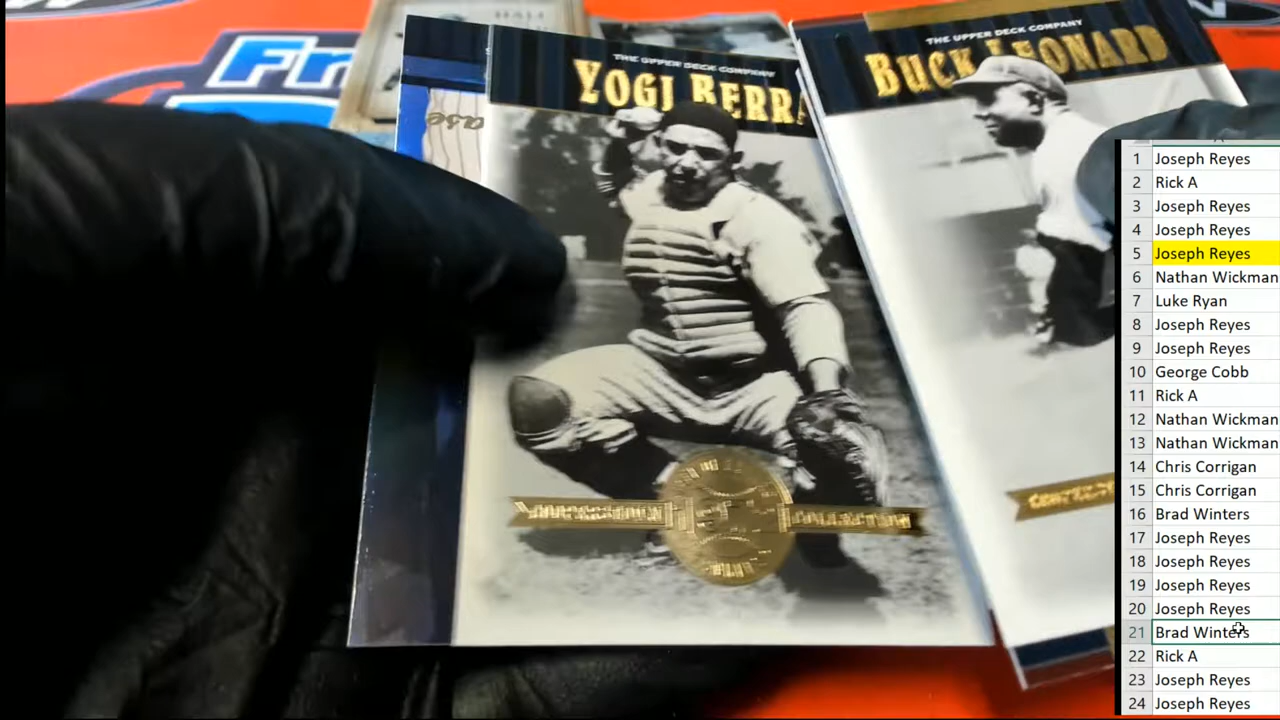 THE UPPER DECK COMPANY
YOGI BERRA
THE UPPER DECK COMPANY
BUCK LEONARD
COLLECTION
1 Joseph Reyes
2 Rick A
3 Joseph Reyes
4 Joseph Reyes
5 Joseph Reyes
6 Nathan Wickman
7 Luke Ryan
8 Joseph Reyes
9 Joseph Reyes
10 George Cobb
11 Rick A
12 Nathan Wickman
13 Nathan Wickman
14 Chris Corrigan
15 Chris Corrigan
16 Brad Winters
17 Joseph Reyes
18 Joseph Reyes
19 Joseph Reyes
20 Joseph Reyes
21 Brad Winters
22 Rick A
23 Joseph Reyes
24 Joseph Reyes